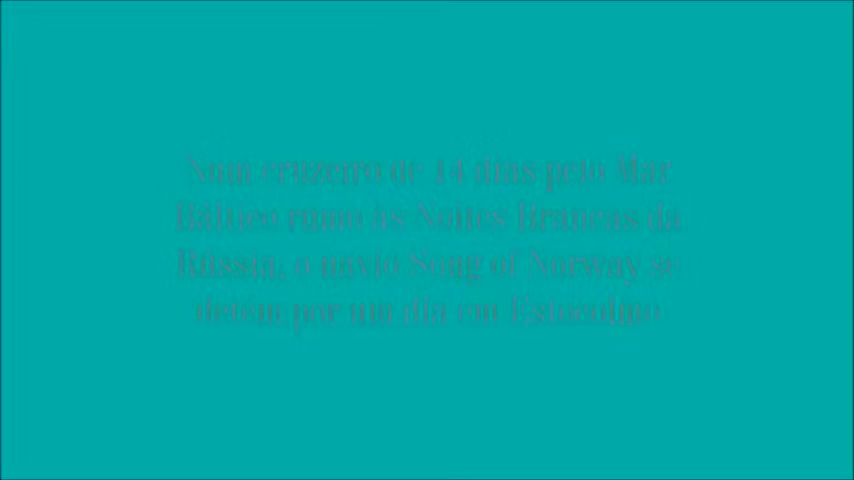 Num cruzeiro de 14 dias pelo Mar
Báltico rumo às Noites Brancas da
Rússia, o navio Song of Norway se
detém por um dia em Estocolmo